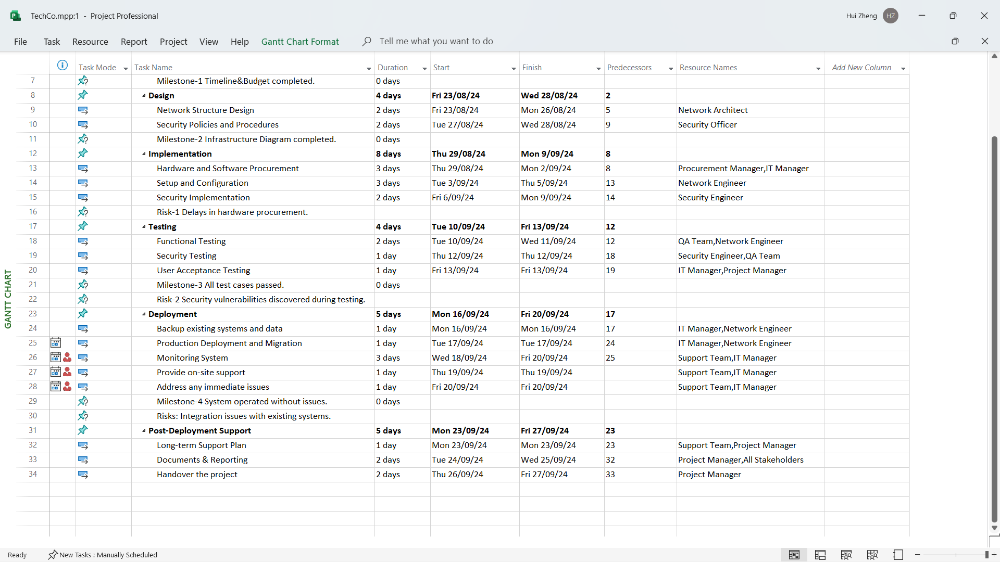 TechCo.mpp:1 - Project Professional
Hui Zheng HZ
File Task Resource Report Project View Help Gantt Chart Format Tell me what you want to do
Task Mode Task Name Duration Start Finish Predecessors Resource Names Add New Column
7 Milestone-1 Timeline&Budget completed. 0 days
8 Design 4 days Fri 23/08/24 Wed 28/08/24 2
9 Network Structure Design 2 days Fri 23/08/24 Mon 26/08/24 5 Network Architect
10 Security Policies and Procedures 2 days Tue 27/08/24 Wed 28/08/24 9 Security Officer
11 Milestone-2 Infrastructure Diagram completed. 0 days
12 Implementation 8 days Thu 29/08/24 Mon 9/09/24 8
13 Hardware and Software Procurement 3 days Thu 29/08/24 Mon 2/09/24 8 Procurement Manager,IT Manager
14 Setup and Configuration 3 days Tue 3/09/24 Thu 5/09/24 13 Network Engineer
15 Security Implementation 2 days Fri 6/09/24 Mon 9/09/24 14 Security Engineer
16 Risk-1 Delays in hardware procurement.
17 Testing 4 days Tue 10/09/24 Fri 13/09/24 12
18 Functional Testing 2 days Tue 10/09/24 Wed 11/09/24 12 QA Team,Network Engineer
19 Security Testing 1 day Thu 12/09/24 Thu 12/09/24 18 Security Engineer,QA Team
20 User Acceptance Testing 1 day Fri 13/09/24 Fri 13/09/24 19 IT Manager,Project Manager
21 Milestone-3 All test cases passed. 0 days
22 Risk-2 Security vulnerabilities discovered during testing.
23 Deployment 5 days Mon 16/09/24 Fri 20/09/24 17
24 Backup existing systems and data 1 day Mon 16/09/24 Mon 16/09/24 17 IT Manager,Network Engineer
25 Production Deployment and Migration 1 day Tue 17/09/24 Tue 17/09/24 24 IT Manager,Network Engineer
26 Monitoring System 3 days Wed 18/09/24 Fri 20/09/24 25 Support Team,IT Manager
27 Provide on-site support 1 day Thu 19/09/24 Thu 19/09/24 Support Team,IT Manager
28 Address any immediate issues 1 day Fri 20/09/24 Fri 20/09/24 Support Team,IT Manager
29 Milestone-4 System operated without issues. 0 days
30 Risks: Integration issues with existing systems.
31 Post-Deployment Support 5 days Mon 23/09/24 Fri 27/09/24 23
32 Long-term Support Plan 1 day Mon 23/09/24 Mon 23/09/24 23 Support Team,Project Manager
33 Documents & Reporting 2 days Tue 24/09/24 Wed 25/09/24 32 Project Manager,All Stakeholders
34 Handover the project 2 days Thu 26/09/24 Fri 27/09/24 33 Project Manager
GANTT CHART
Ready New Tasks : Manually Scheduled